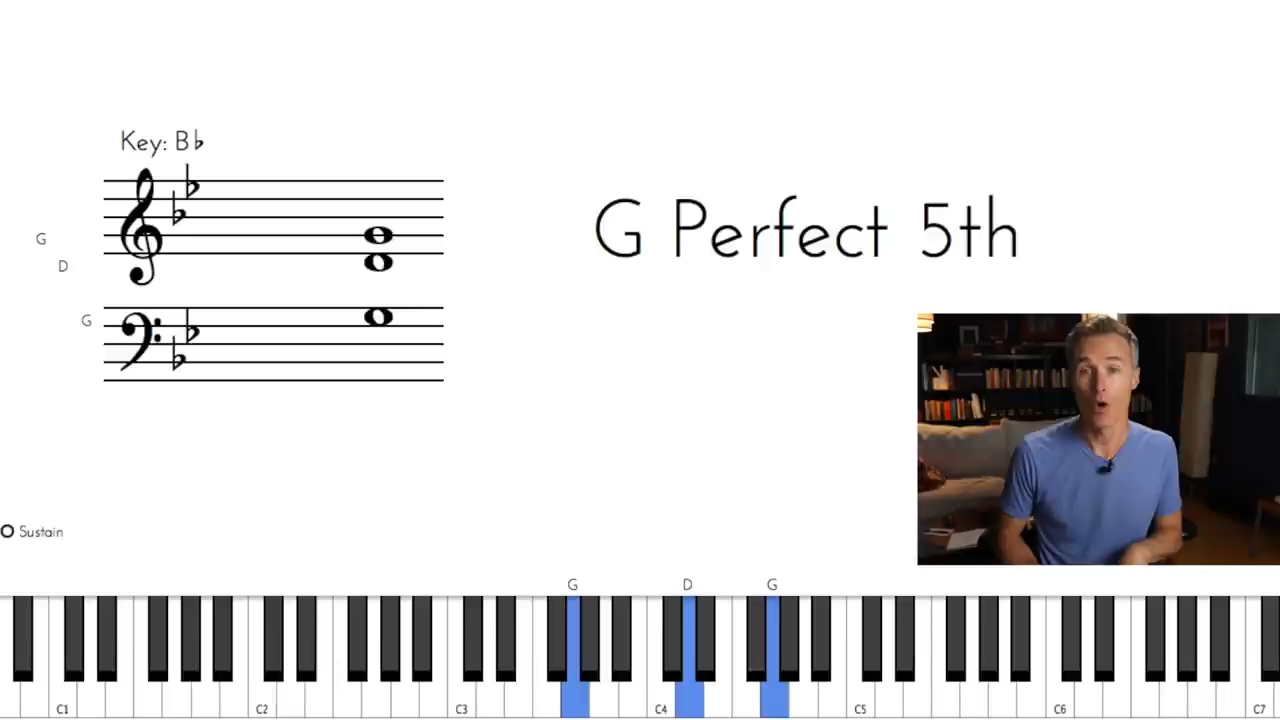 Key: B♭
G Perfect 5th
G
D
G
Sustain
G D G
C1 C2 C3 C4 C5 C6 C7